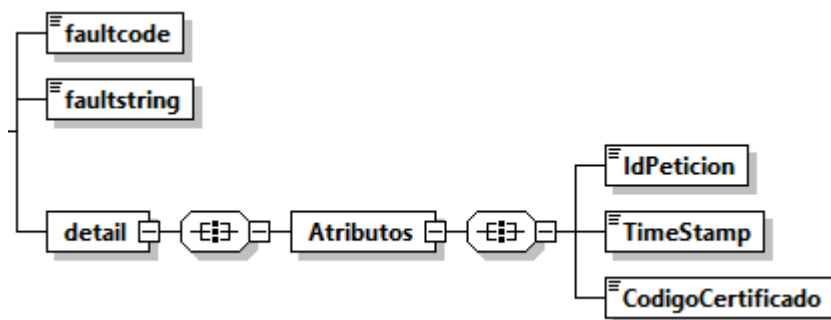 faultcode
faultstring
detail
Atributos
IdPeticion
TimeStamp
CodigoCertificado